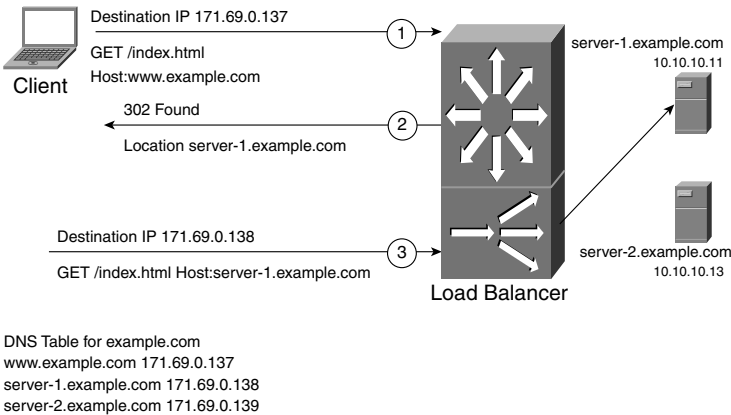 Destination IP 171.69.0.137
1
GET /index.html
Host:www.example.com
Client
302 Found
2
Location server-1.example.com
server-1.example.com
10.10.10.11
Destination IP 171.69.0.138
3
GET /index.html Host:server-1.example.com
server-2.example.com
10.10.10.13
Load Balancer
DNS Table for example.com
www.example.com 171.69.0.137
server-1.example.com 171.69.0.138
server-2.example.com 171.69.0.139